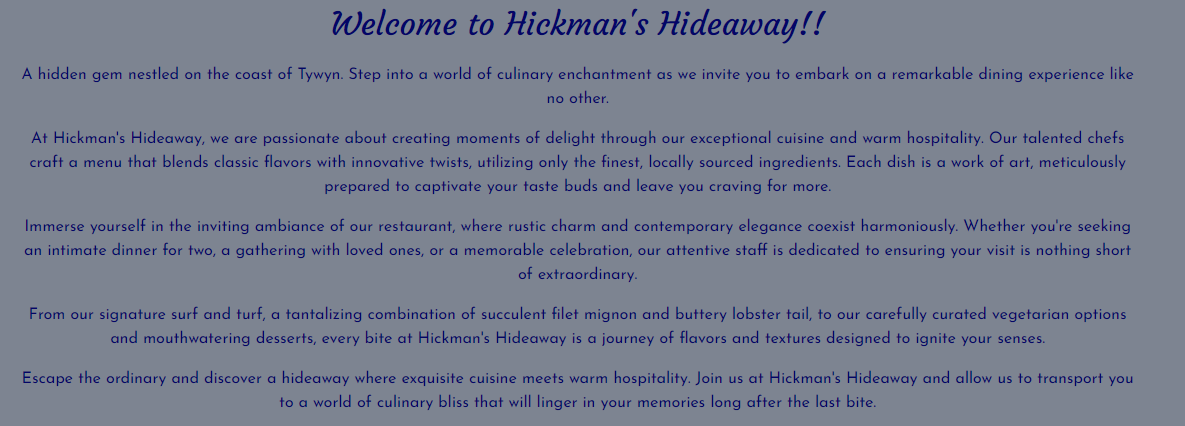 Welcome to Hickman's Hideaway!!
A hidden gem nestled on the coast of Tywyn. Step into a world of culinary enchantment as we invite you to embark on a remarkable dining experience like
no other.
At Hickman's Hideaway, we are passionate about creating moments of delight through our exceptional cuisine and warm hospitality. Our talented chefs
craft a menu that blends classic flavors with innovative twists, utilizing only the finest, locally sourced ingredients. Each dish is a work of art, meticulously
prepared to captivate your taste buds and leave you craving for more.
Immerse yourself in the inviting ambiance of our restaurant, where rustic charm and contemporary elegance coexist harmoniously. Whether you're seeking
an intimate dinner for two, a gathering with loved ones, or a memorable celebration, our attentive staff is dedicated to ensuring your visit is nothing short
of extraordinary.
From our signature surf and turf, a tantalizing combination of succulent filet mignon and buttery lobster tail, to our carefully curated vegetarian options
and mouthwatering desserts, every bite at Hickman's Hideaway is a journey of flavors and textures designed to ignite your senses.
Escape the ordinary and discover a hideaway where exquisite cuisine meets warm hospitality. Join us at Hickman's Hideaway and allow us to transport you
to a world of culinary bliss that will linger in your memories long after the last bite.